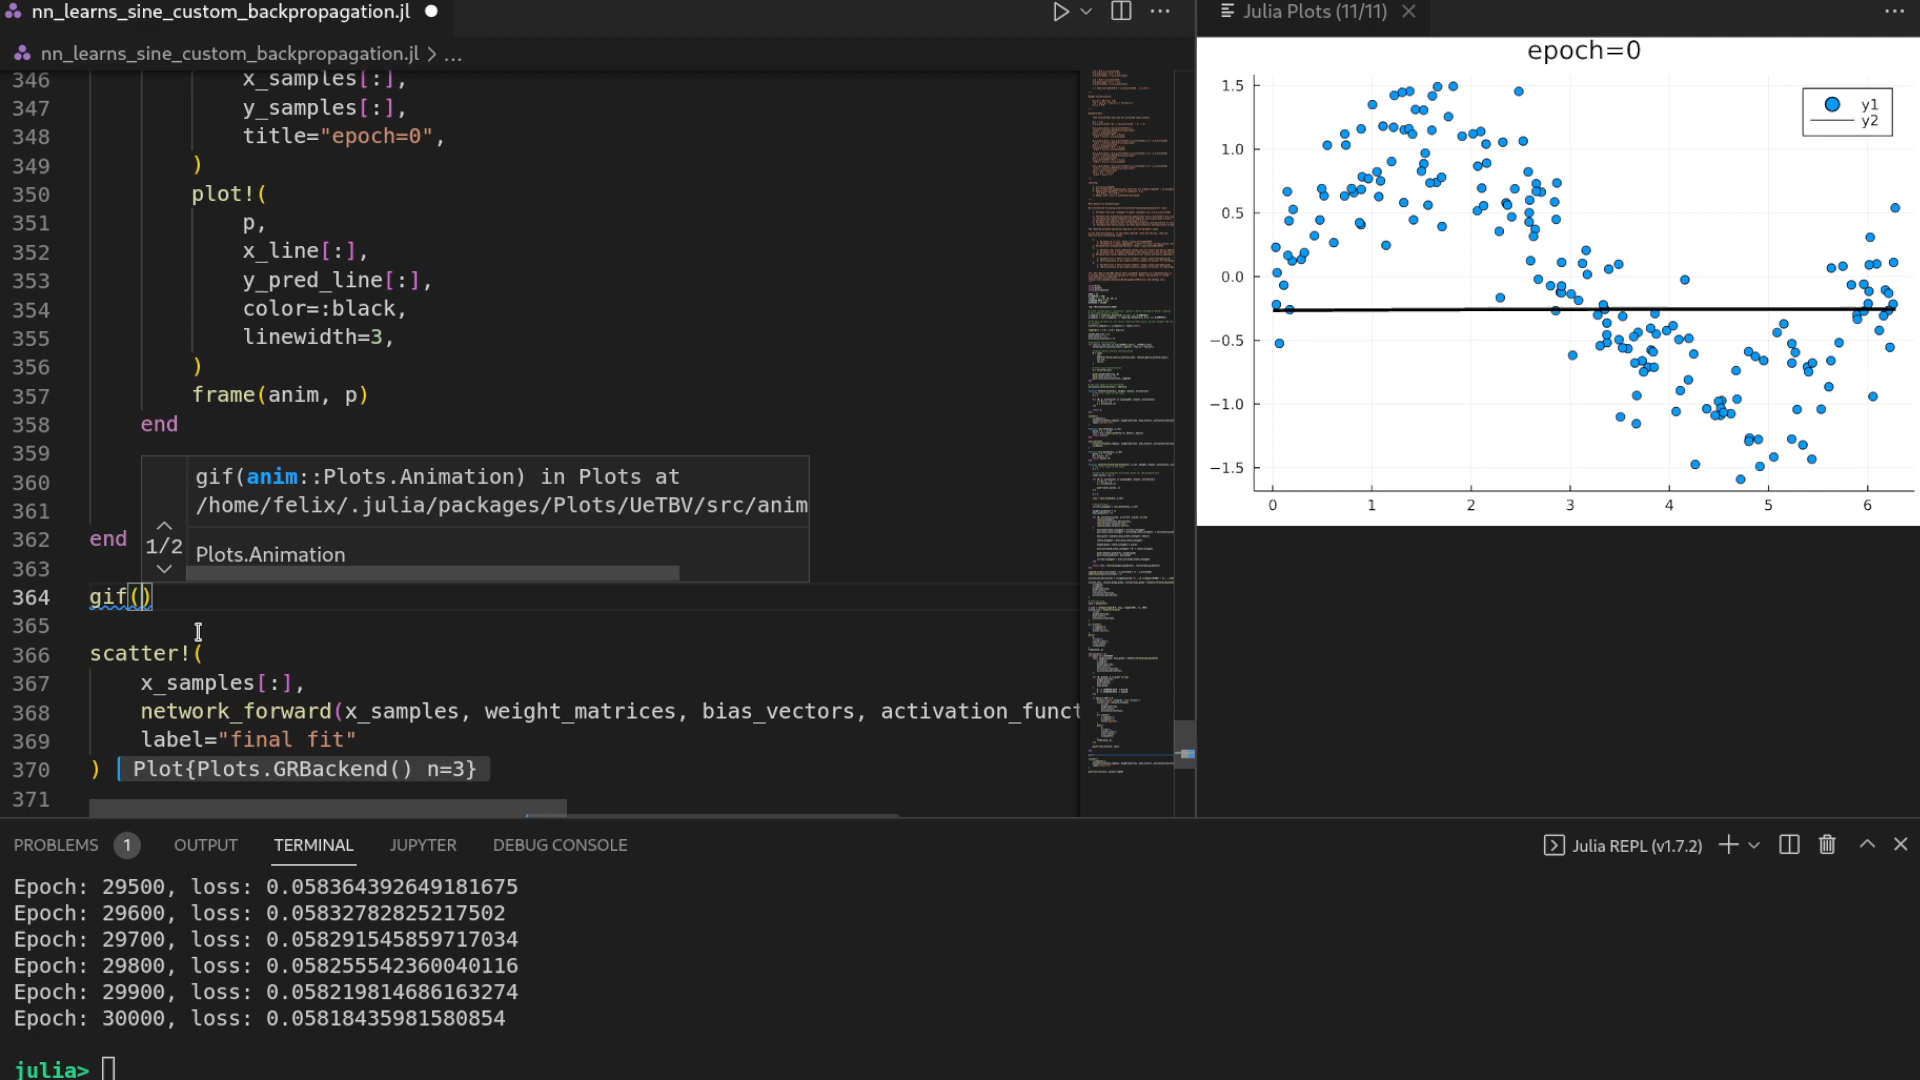 nn_learns_sine_custom_backpropagation.jl
Julia Plots (11/11)
nn_learns_sine_custom_backpropagation.jl > ...
346 x_samples[:],
347 y_samples[:],
348 title="epoch=0",
349 )
350 plot!(
351 p,
352 x_line[:],
353 y_pred_line[:],
354 color=:black,
355 linewidth=3,
356 )
357 frame(anim, p)
358 end
359
360
361
362 end
363
364 gif()
365
366 scatter!(
367 x_samples[:],
368 network_forward(x_samples, weight_matrices, bias_vectors, activation_funct
369 label="final fit"
370 ) Plot{Plots.GRBackend() n=3}
371
gif(anim::Plots.Animation) in Plots at
/home/felix/.julia/packages/Plots/UeTBV/src/anim
1/2
Plots.Animation
epoch=0
y1
y2
1.5
1.0
0.5
0.0
−0.5
−1.0
−1.5
0 1 2 3 4 5 6
PROBLEMS 1 OUTPUT TERMINAL JUPYTER DEBUG CONSOLE
Julia REPL (v1.7.2)
Epoch: 29500, loss: 0.058364392649181675
Epoch: 29600, loss: 0.05832782825217502
Epoch: 29700, loss: 0.058291545859717034
Epoch: 29800, loss: 0.058255542360040116
Epoch: 29900, loss: 0.058219814686163274
Epoch: 30000, loss: 0.05818435981580854
julia>